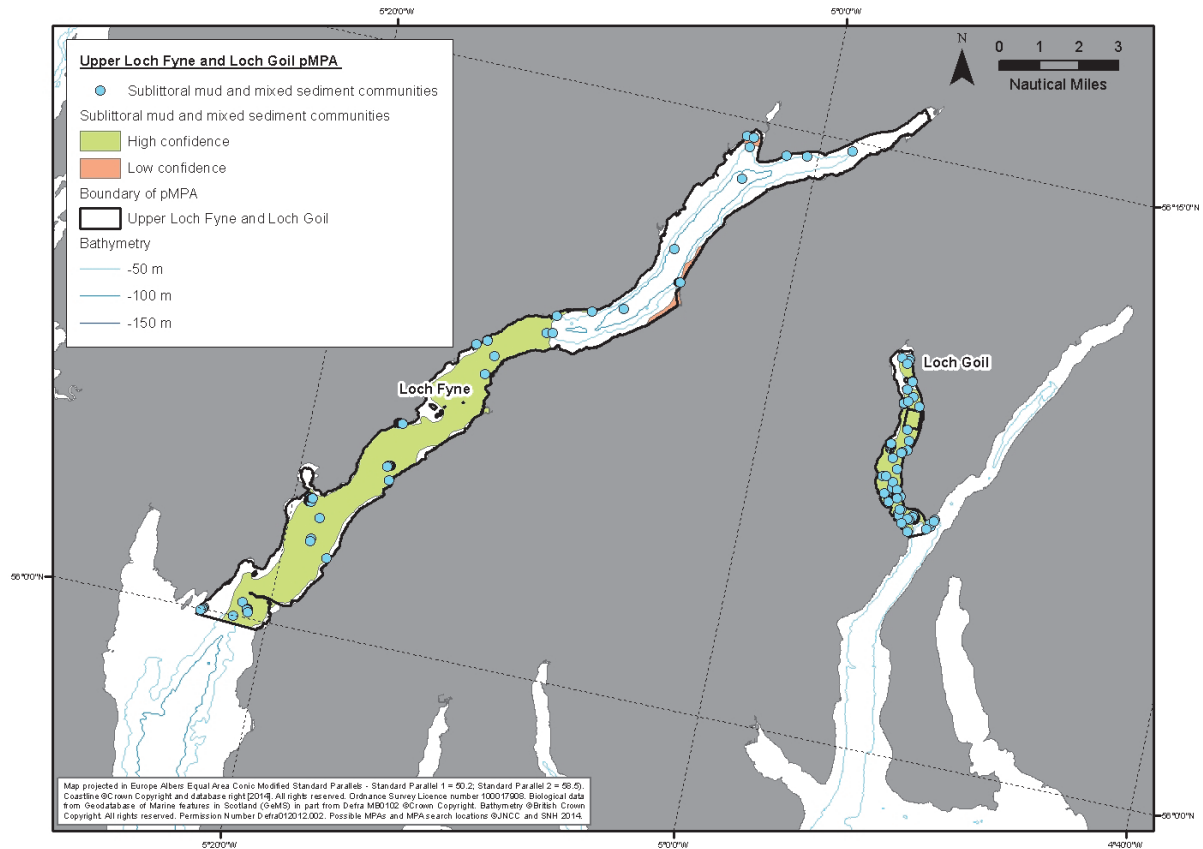 5°20'0"W
5°0'0"W
Upper Loch Fyne and Loch Goil pMPA
Sublittoral mud and mixed sediment communities
Sublittoral mud and mixed sediment communities
High confidence
Low confidence
Boundary of pMPA
Upper Loch Fyne and Loch Goil
Bathymetry
-50 m
-100 m
-150 m
N
0 1 2 3
Nautical Miles
56°15'0"N
Loch Goil
Loch Fyne
56°0'0"N
Map projected in Europe Albers Equal Area Conic Modified Standard Parallels - Standard Parallel 1 = 50.2; Standard Parallel 2 = 58.5).
Coastline ©Crown Copyright and database right [2014]. All rights reserved. Ordnance Survey Licence number 100017908. Biological data
from Geodatabase of Marine features in Scotland (GeMS) in part from Defra MB0102 ©Crown Copyright. Bathymetry ©British Crown
Copyright. All rights reserved. Permission Number Defra012012.002. Possible MPAs and MPA search locations ©JNCC and SNH 2014.
56°0'0"N
5°20'0"W
5°0'0"W
4°40'0"W